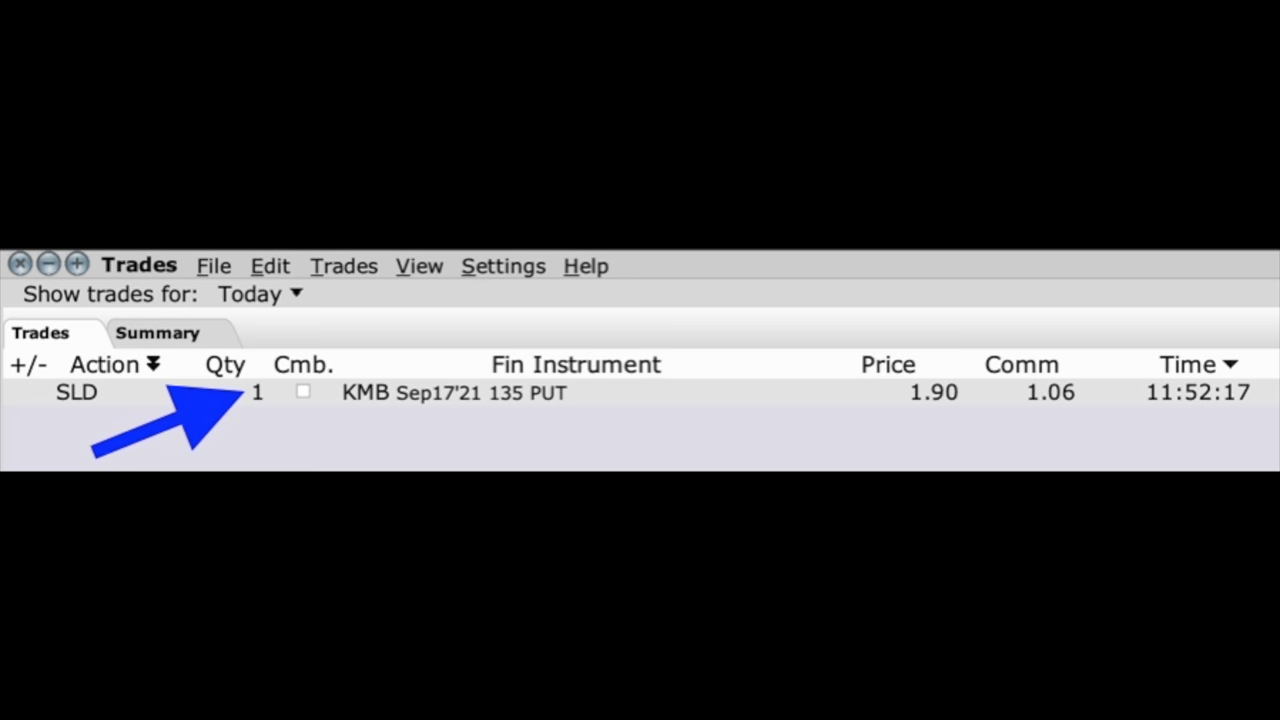 Trades File Edit Trades View Settings Help
Show trades for: Today
Trades Summary
+/- Action Qty Cmb. Fin Instrument Price Comm Time
SLD 1 KMB Sep17'21 135 PUT 1.90 1.06 11:52:17